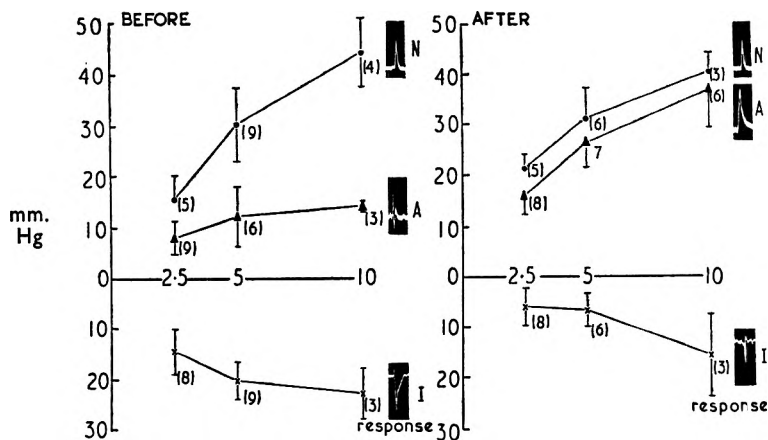 BEFORE
50
40
30
20
10
0
10
20
30
mm.
Hg
2·5 5 10
(5)
(9)
(4)
N
(9)
(6)
(3)
A
(8)
(9)
(3)
I
response
AFTER
50
40
30
20
10
0
10
20
30
2·5 5 10
(5)
(6)
(3)
N
(8)
7
(6)
A
(8)
(6)
(3)
I
response